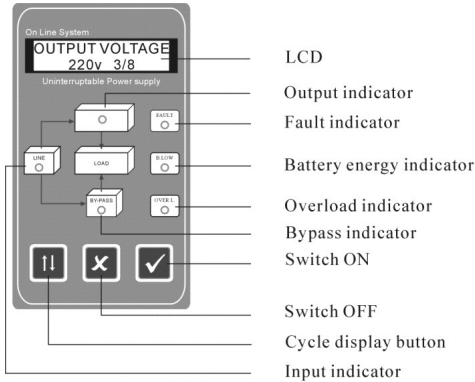 On Line System
OUTPUT VOLTAGE
220v 3/8
Uninterruptable Power supply
FAULT
LINE
LOAD
B.LOW
BY-PASS
OVER L.
LCD
Output indicator
Fault indicator
Battery energy indicator
Overload indicator
Bypass indicator
Switch ON
Switch OFF
Cycle display button
Input indicator